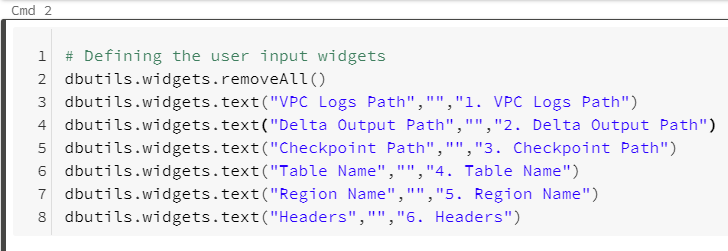 Cmd 2
1 # Defining the user input widgets
2 dbutils.widgets.removeAll()
3 dbutils.widgets.text("VPC Logs Path","","1. VPC Logs Path")
4 dbutils.widgets.text("Delta Output Path","","2. Delta Output Path")
5 dbutils.widgets.text("Checkpoint Path","","3. Checkpoint Path")
6 dbutils.widgets.text("Table Name","","4. Table Name")
7 dbutils.widgets.text("Region Name","","5. Region Name")
8 dbutils.widgets.text("Headers","","6. Headers")